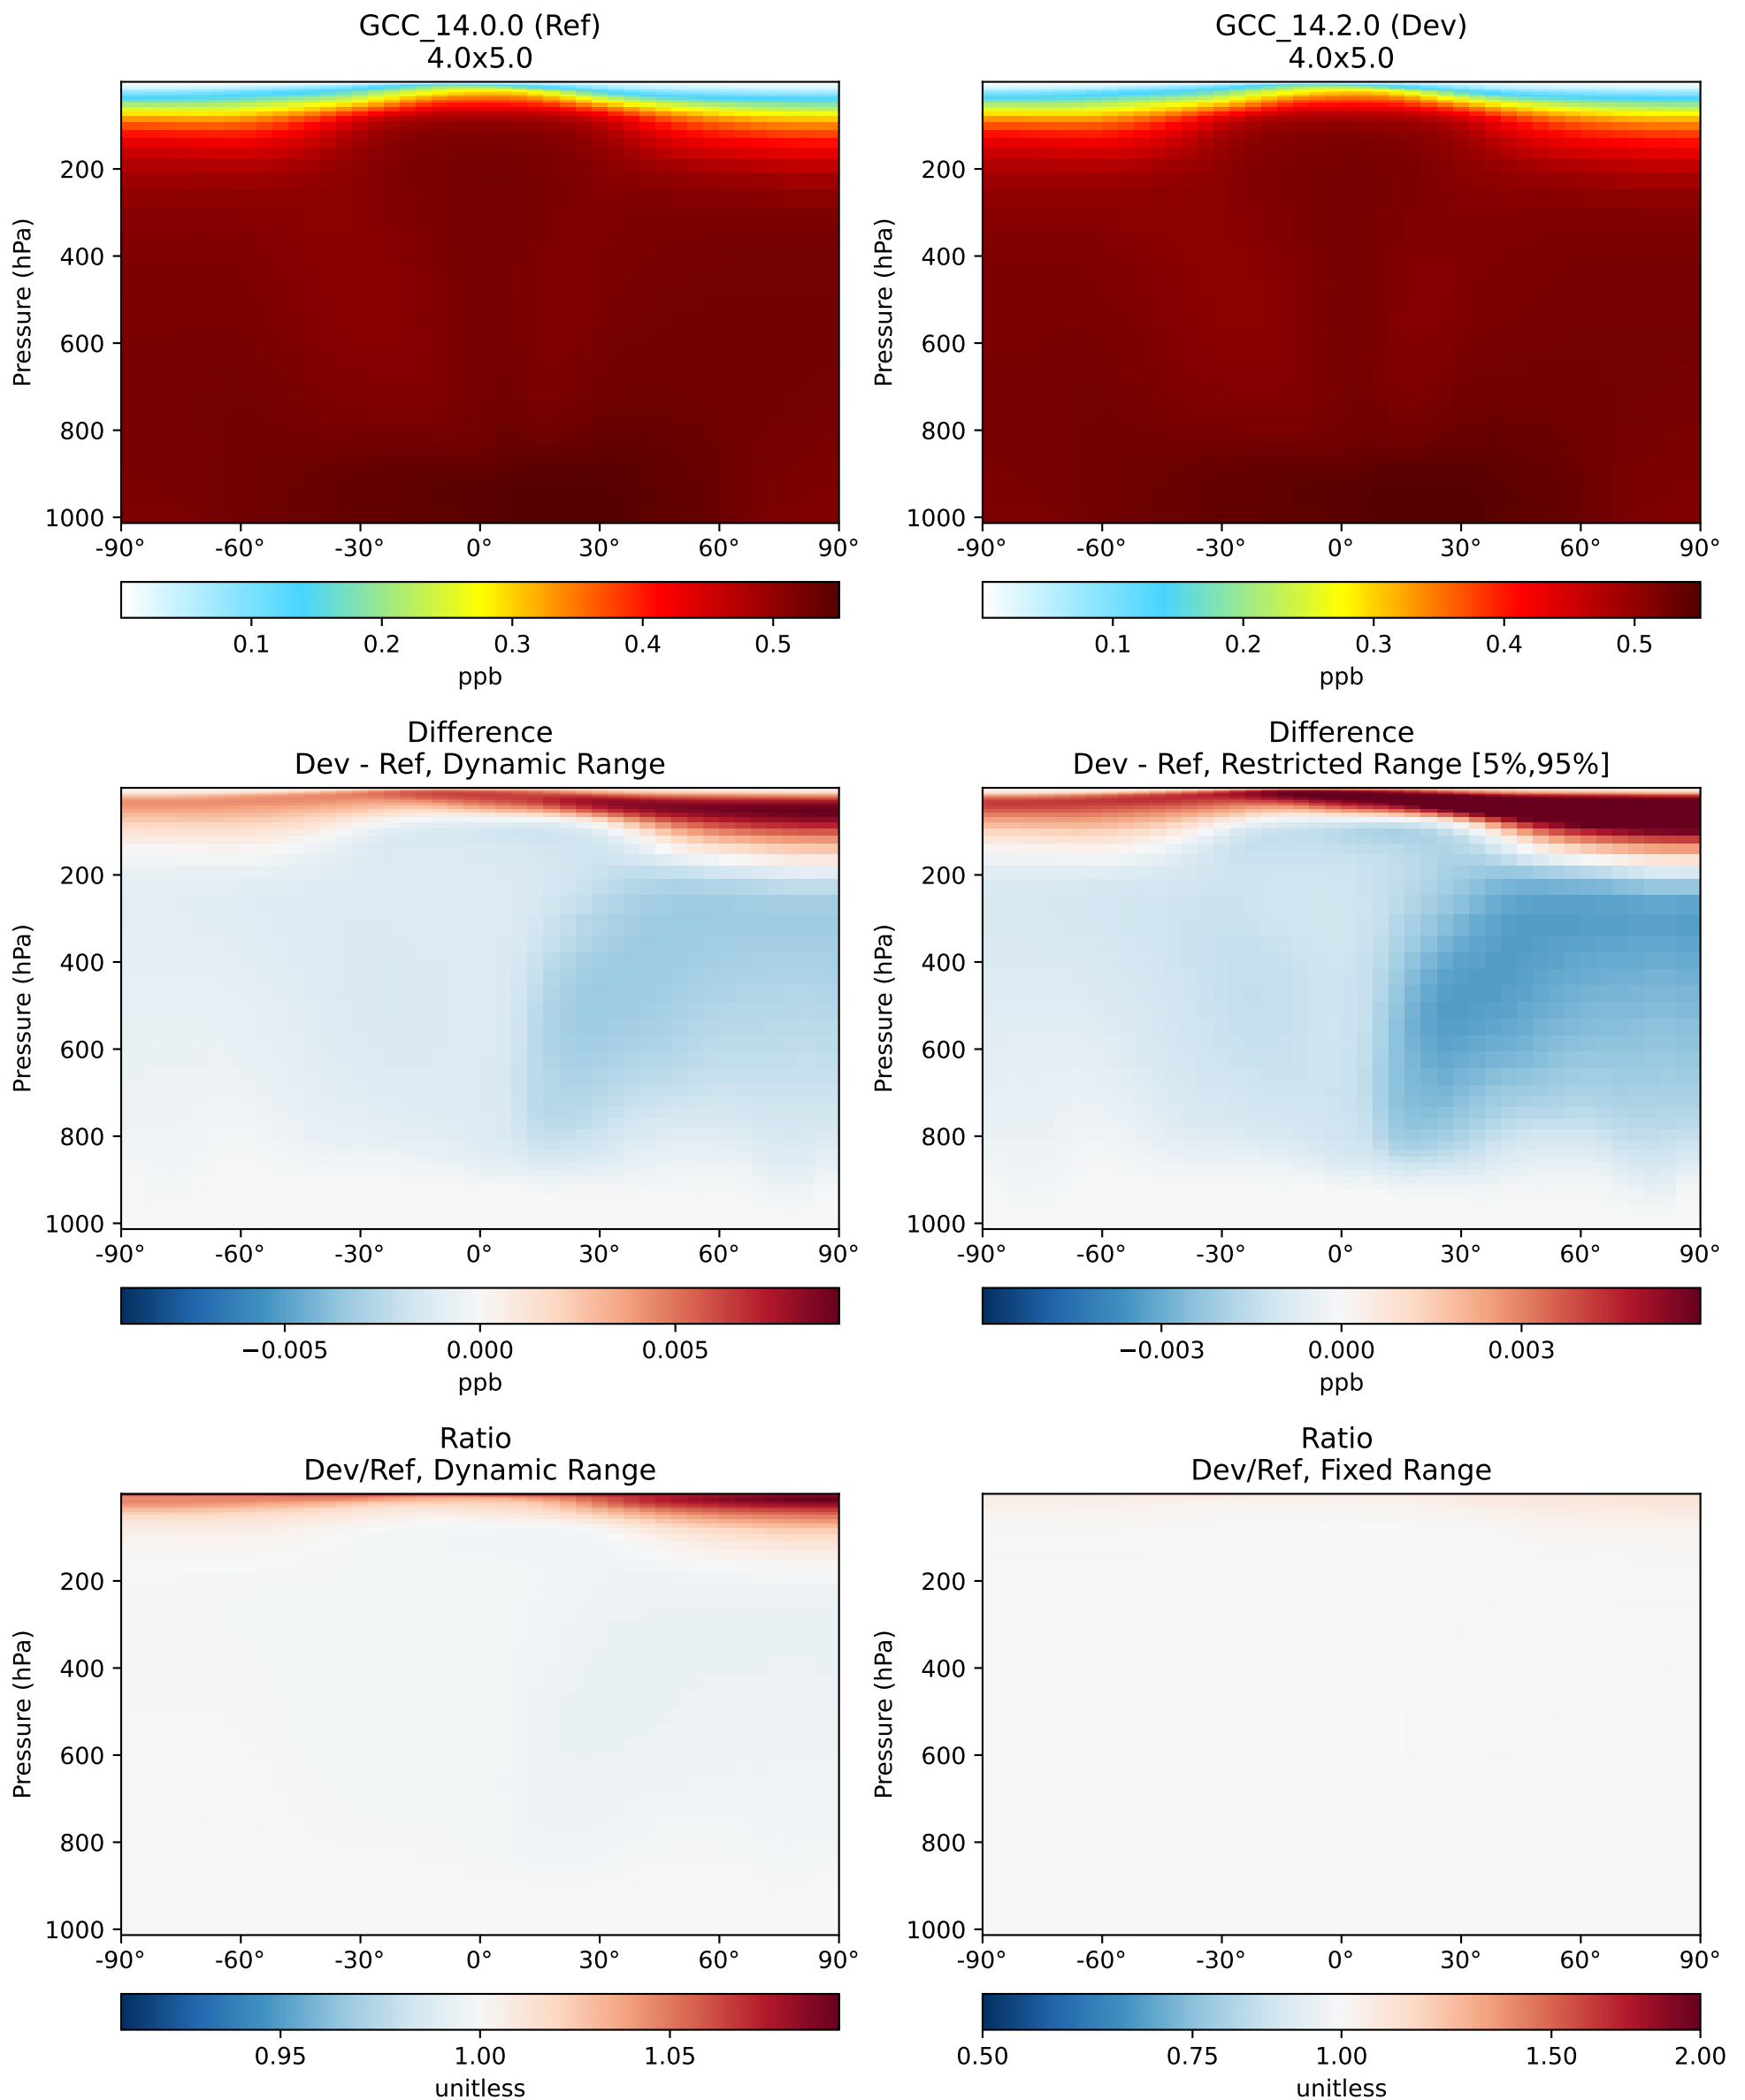 GCC_14.0.0 (Ref)
4.0x5.0
GCC_14.2.0 (Dev)
4.0x5.0
Pressure (hPa)
200
400
600
800
1000
-90° -60° -30° 0° 30° 60° 90°
0.1 0.2 0.3 0.4 0.5
ppb
Pressure (hPa)
200
400
600
800
1000
-90° -60° -30° 0° 30° 60° 90°
0.1 0.2 0.3 0.4 0.5
ppb
Difference
Dev - Ref, Dynamic Range
Difference
Dev - Ref, Restricted Range [5%,95%]
Pressure (hPa)
200
400
600
800
1000
-90° -60° -30° 0° 30° 60° 90°
−0.005 0.000 0.005
ppb
Pressure (hPa)
200
400
600
800
1000
-90° -60° -30° 0° 30° 60° 90°
−0.003 0.000 0.003
ppb
Ratio
Dev/Ref, Dynamic Range
Ratio
Dev/Ref, Fixed Range
Pressure (hPa)
200
400
600
800
1000
-90° -60° -30° 0° 30° 60° 90°
0.95 1.00 1.05
unitless
Pressure (hPa)
200
400
600
800
1000
-90° -60° -30° 0° 30° 60° 90°
0.50 0.75 1.00 1.50 2.00
unitless